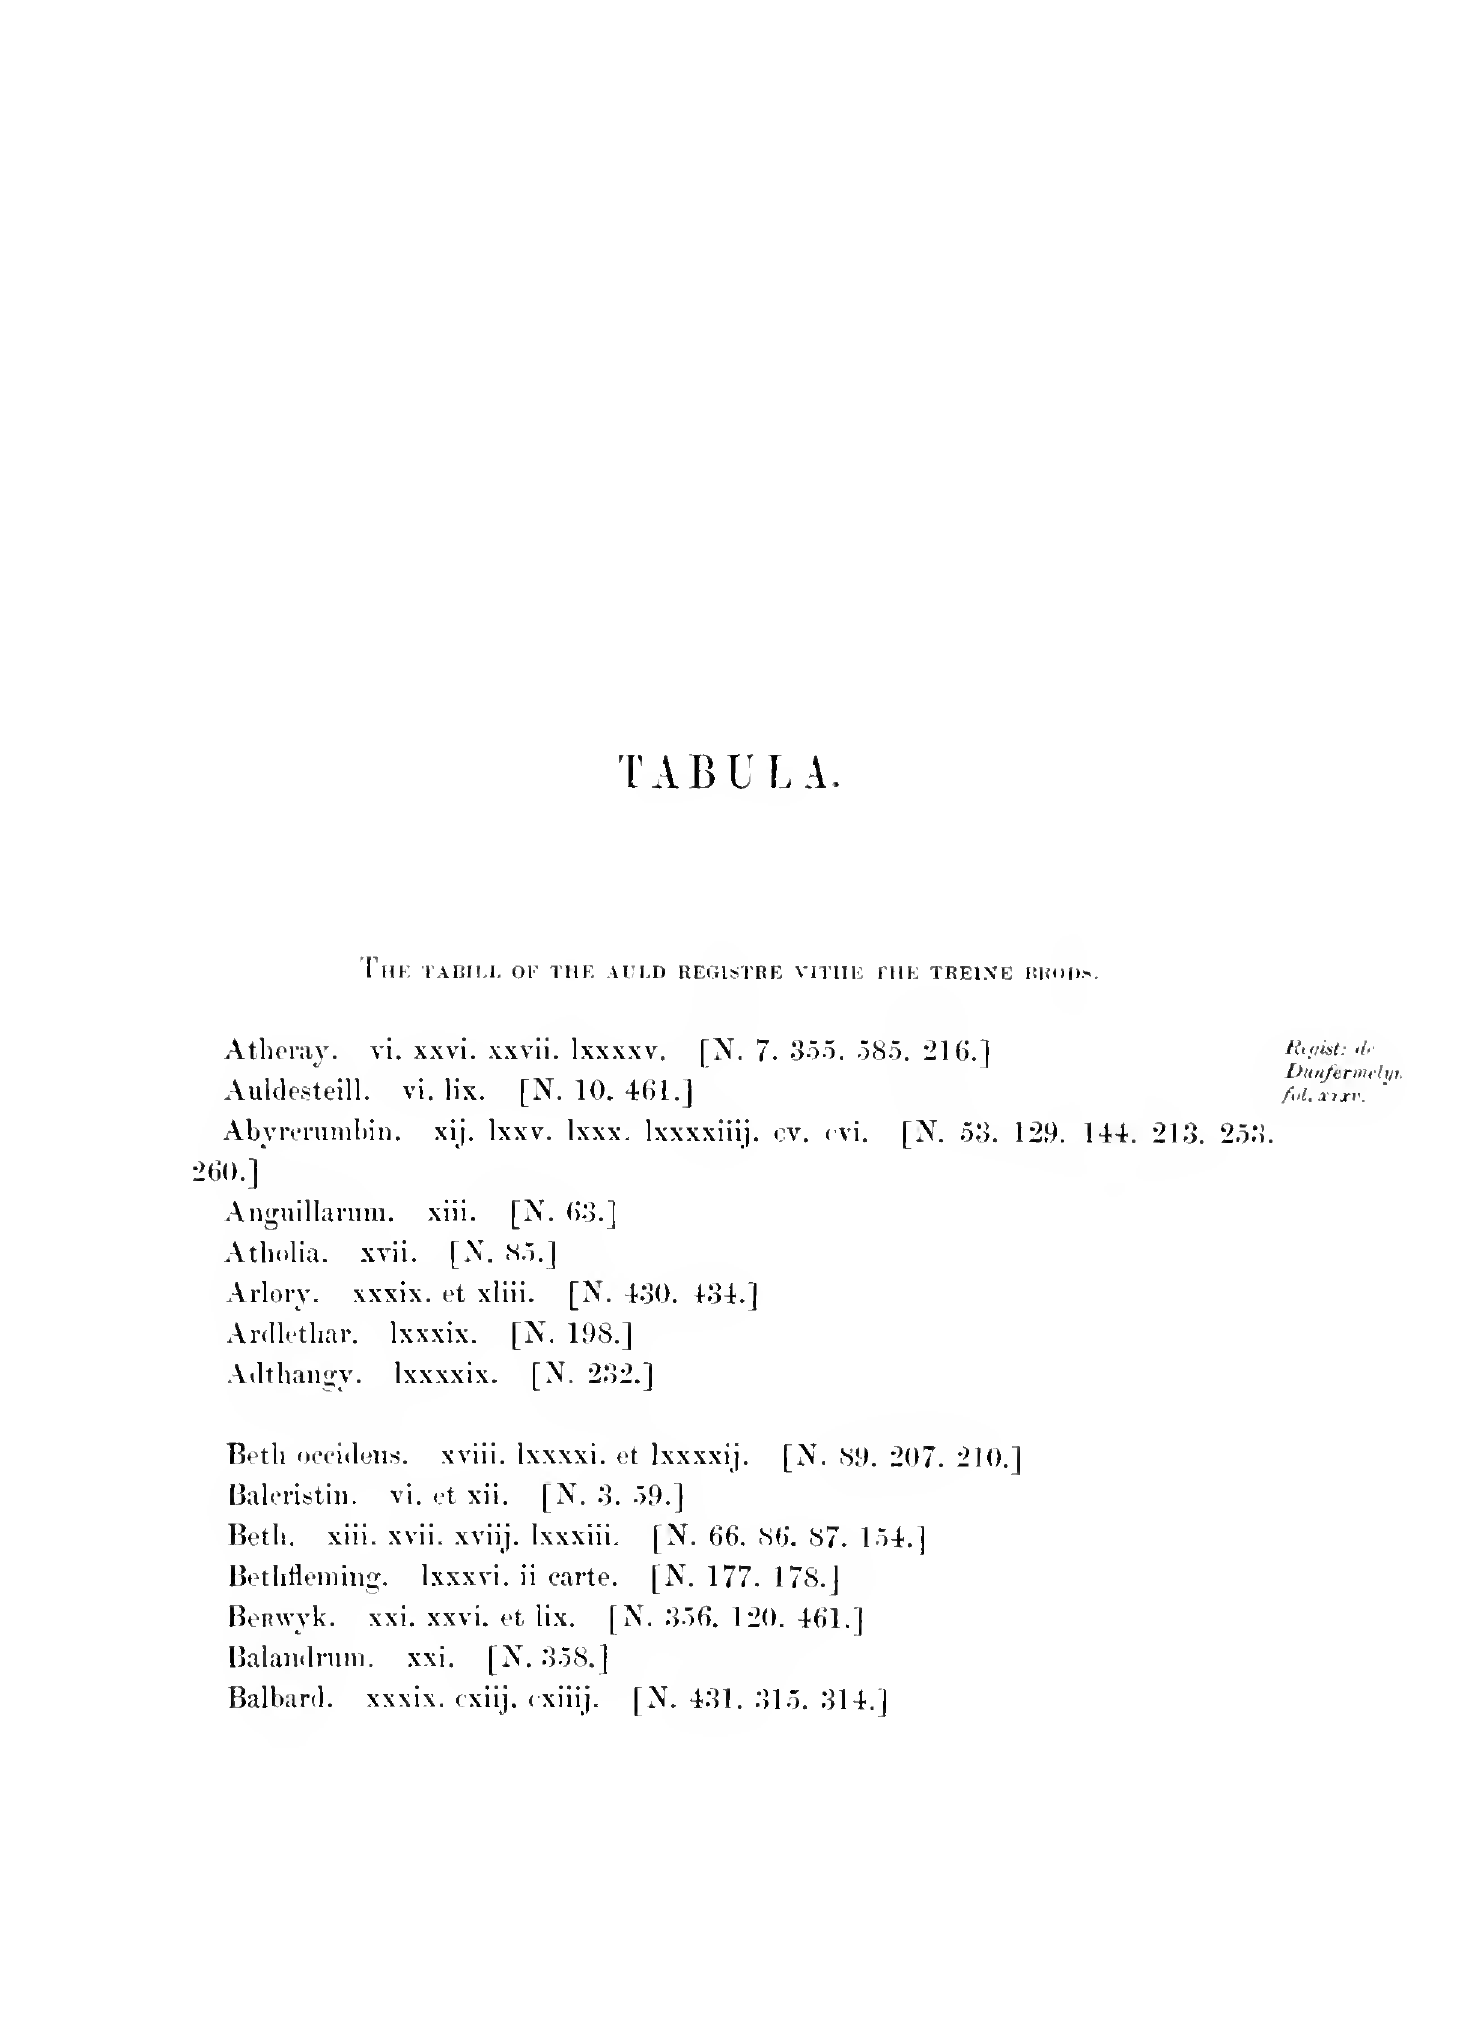 TABULA.
The tabill of the auld registre vithe the treine brods.
Atheray. vi. xxvi. xxvii. lxxxxv. [N. 7. 355. 585. 216.]
Regist: de
Dunfermelyn.
Auldesteill. vi. lix. [N. 10. 461.]
fol. xxxv.
Abyrcrumbin. xij. lxxv. lxxx. lxxxxiiij. cv. cvi. [N. 53. 129. 144. 213. 253.
260.]
Anguillarum. xiii. [N. 63.]
Atholia. xvii. [N. 85.]
Arlory. xxxix. et xliii. [N. 430. 434.]
Ardlethar. lxxxix. [N. 198.]
Adthangy. lxxxxix. [N. 232.]
Beth occidens. xviii. lxxxxi. et lxxxxij. [N. 89. 207. 210.]
Balcristin. vi. et xii. [N. 3. 59.]
Beth. xiii. xvii. xviij. lxxxiii. [N. 66. 86. 87. 154.]
Bethfleming. lxxxvi. ii carte. [N. 177. 178.]
Berwyk. xxi. xxvi. et lix. [N. 356. 120. 461.]
Balandrum. xxi. [N. 358.]
Balbard. xxxix. cxiij. cxiiij. [N. 431. 315. 314.]